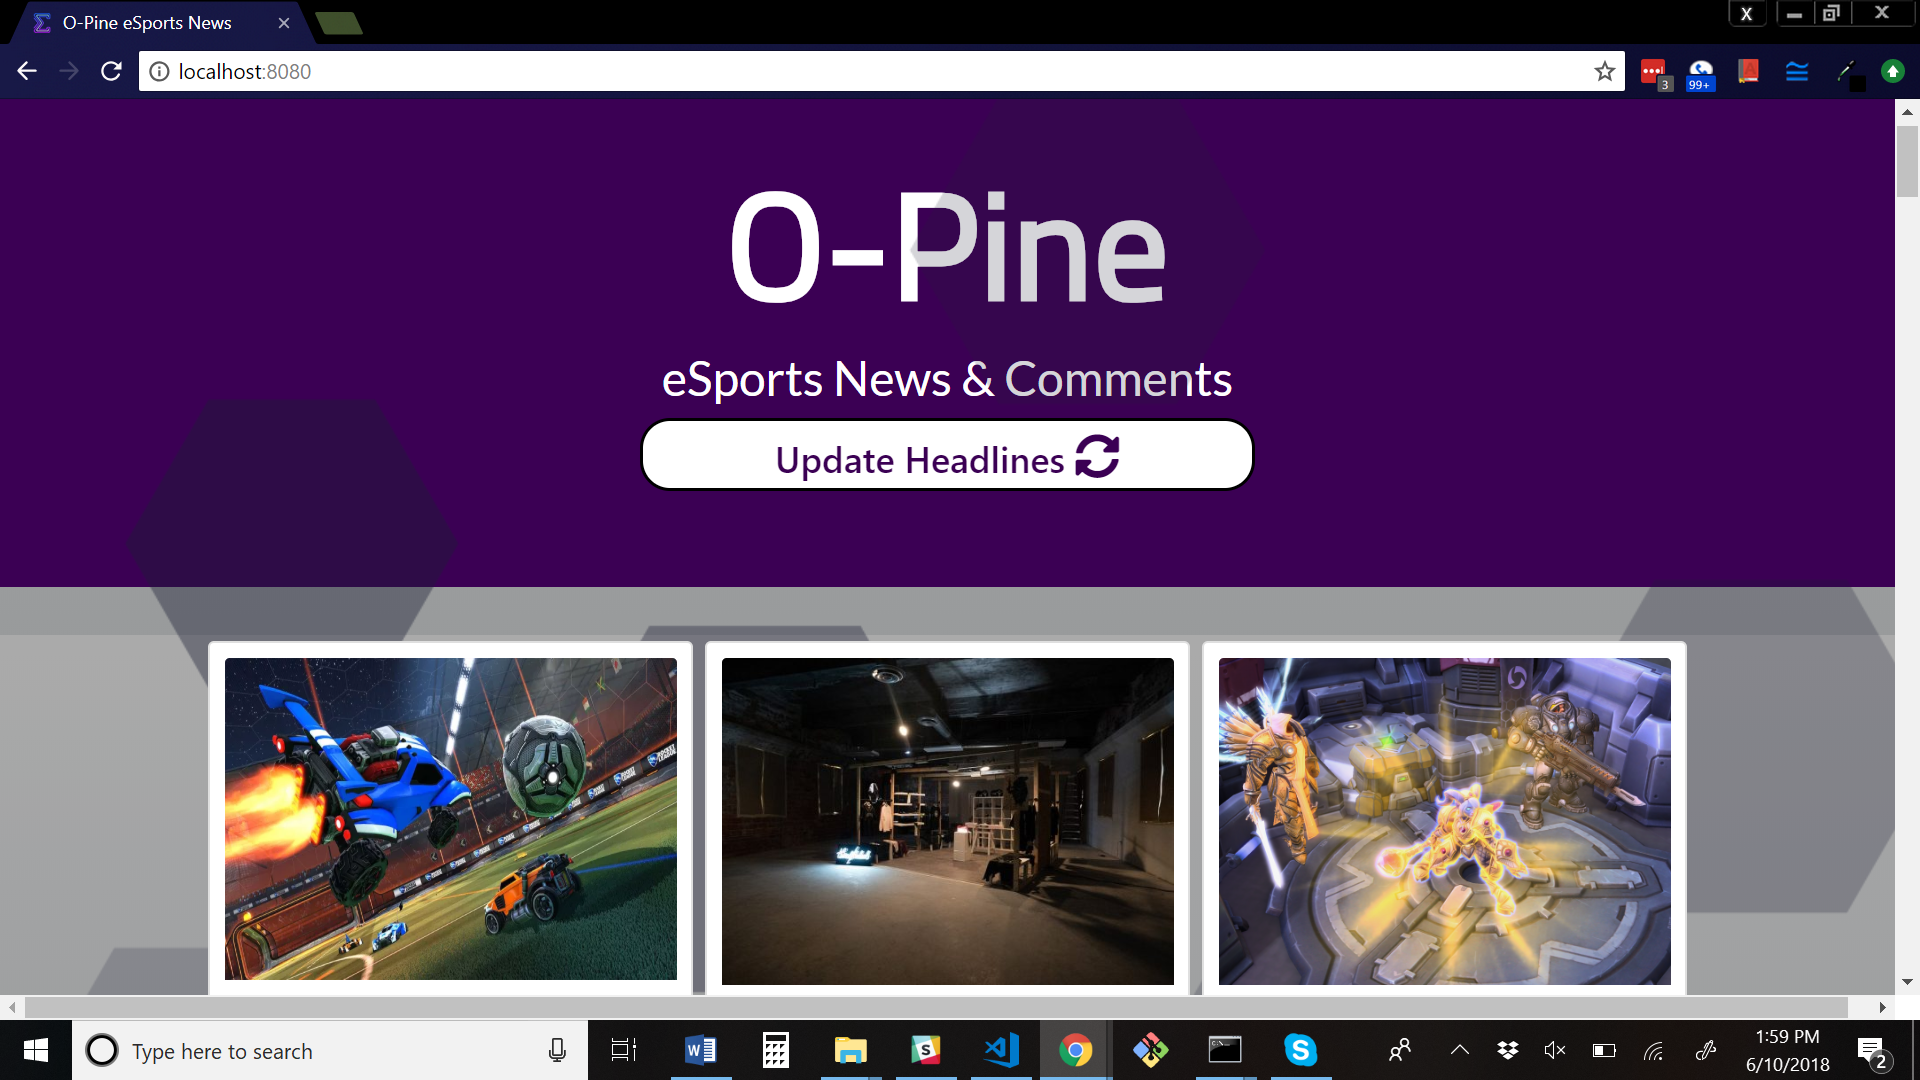 O-Pine eSports News
X
localhost:8080
3
99+
O-Pine
eSports News & Comments
Update Headlines
Type here to search
1:59 PM
6/10/2018
2